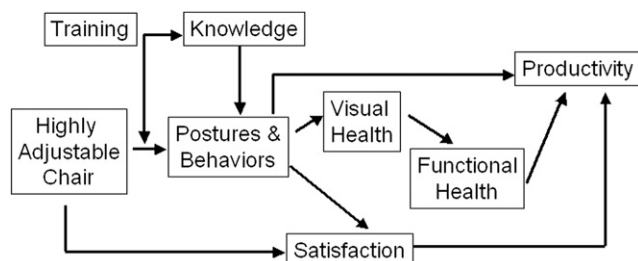 Training
Knowledge
Productivity
Highly
Adjustable
Chair
Postures &
Behaviors
Visual
Health
Functional
Health
Satisfaction